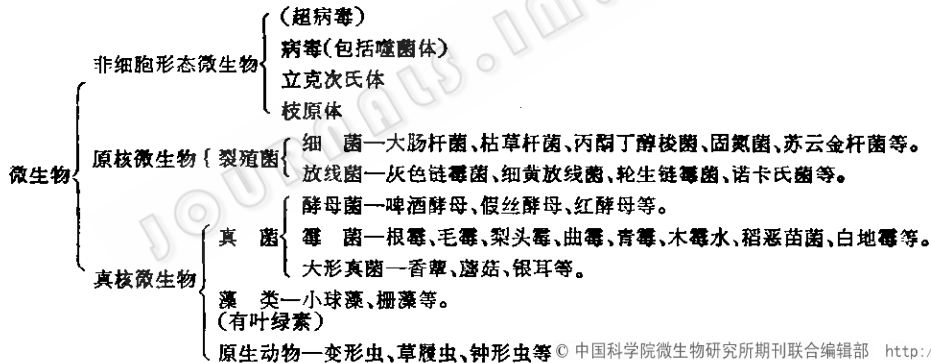 (超病毒)
病毒(包括噬菌体)
非细胞形态微生物
立克次氏体
枝原体
细 菌—大肠杆菌、枯草杆菌、丙酮丁醇梭菌、固氮菌、苏云金杆菌等。
原核微生物 裂殖菌
微生物
放线菌—灰色链霉菌、细黄放线菌、轮生链霉菌、诺卡氏菌等。
酵母菌—啤酒酵母、假丝酵母、红酵母等。
真 菌 霉 菌—根霉、毛霉、梨头霉、曲霉、青霉、木霉水、稻恶苗菌、白地霉等。
大形真菌—香蕈、蘑菇、银耳等。
真核微生物
藻 类—小球藻、栅藻等。
(有叶绿素)
原生动物—变形虫、草履虫、钟形虫等
© 中国科学院微生物研究所期刊联合编辑部 http:/
JOURNALS.IM